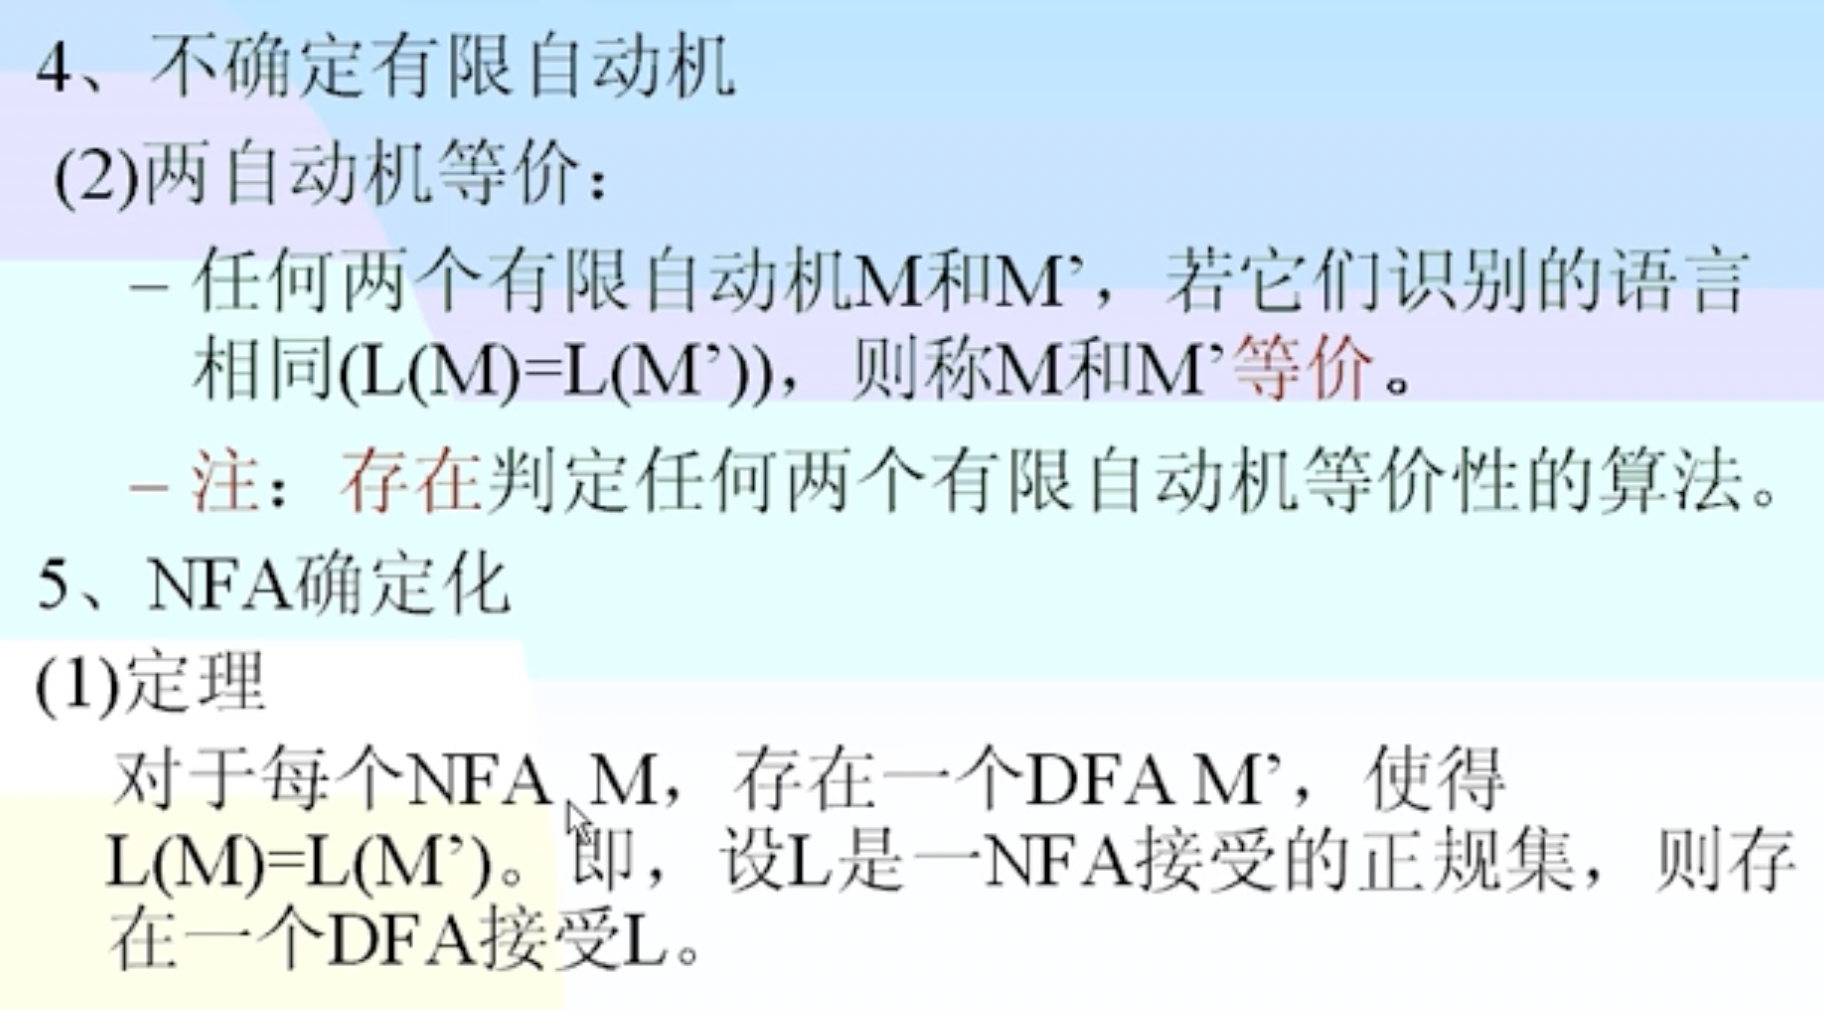 4、不确定有限自动机
(2)两自动机等价：
– 任何两个有限自动机M和M’，若它们识别的语言
相同(L(M)=L(M’))，则称M和M’等价。
– 注：存在判定任何两个有限自动机等价性的算法。
5、NFA确定化
(1)定理
对于每个NFA M，存在一个DFA M’，使得
L(M)=L(M’)。即，设L是一NFA接受的正规集，则存
在一个DFA接受L。